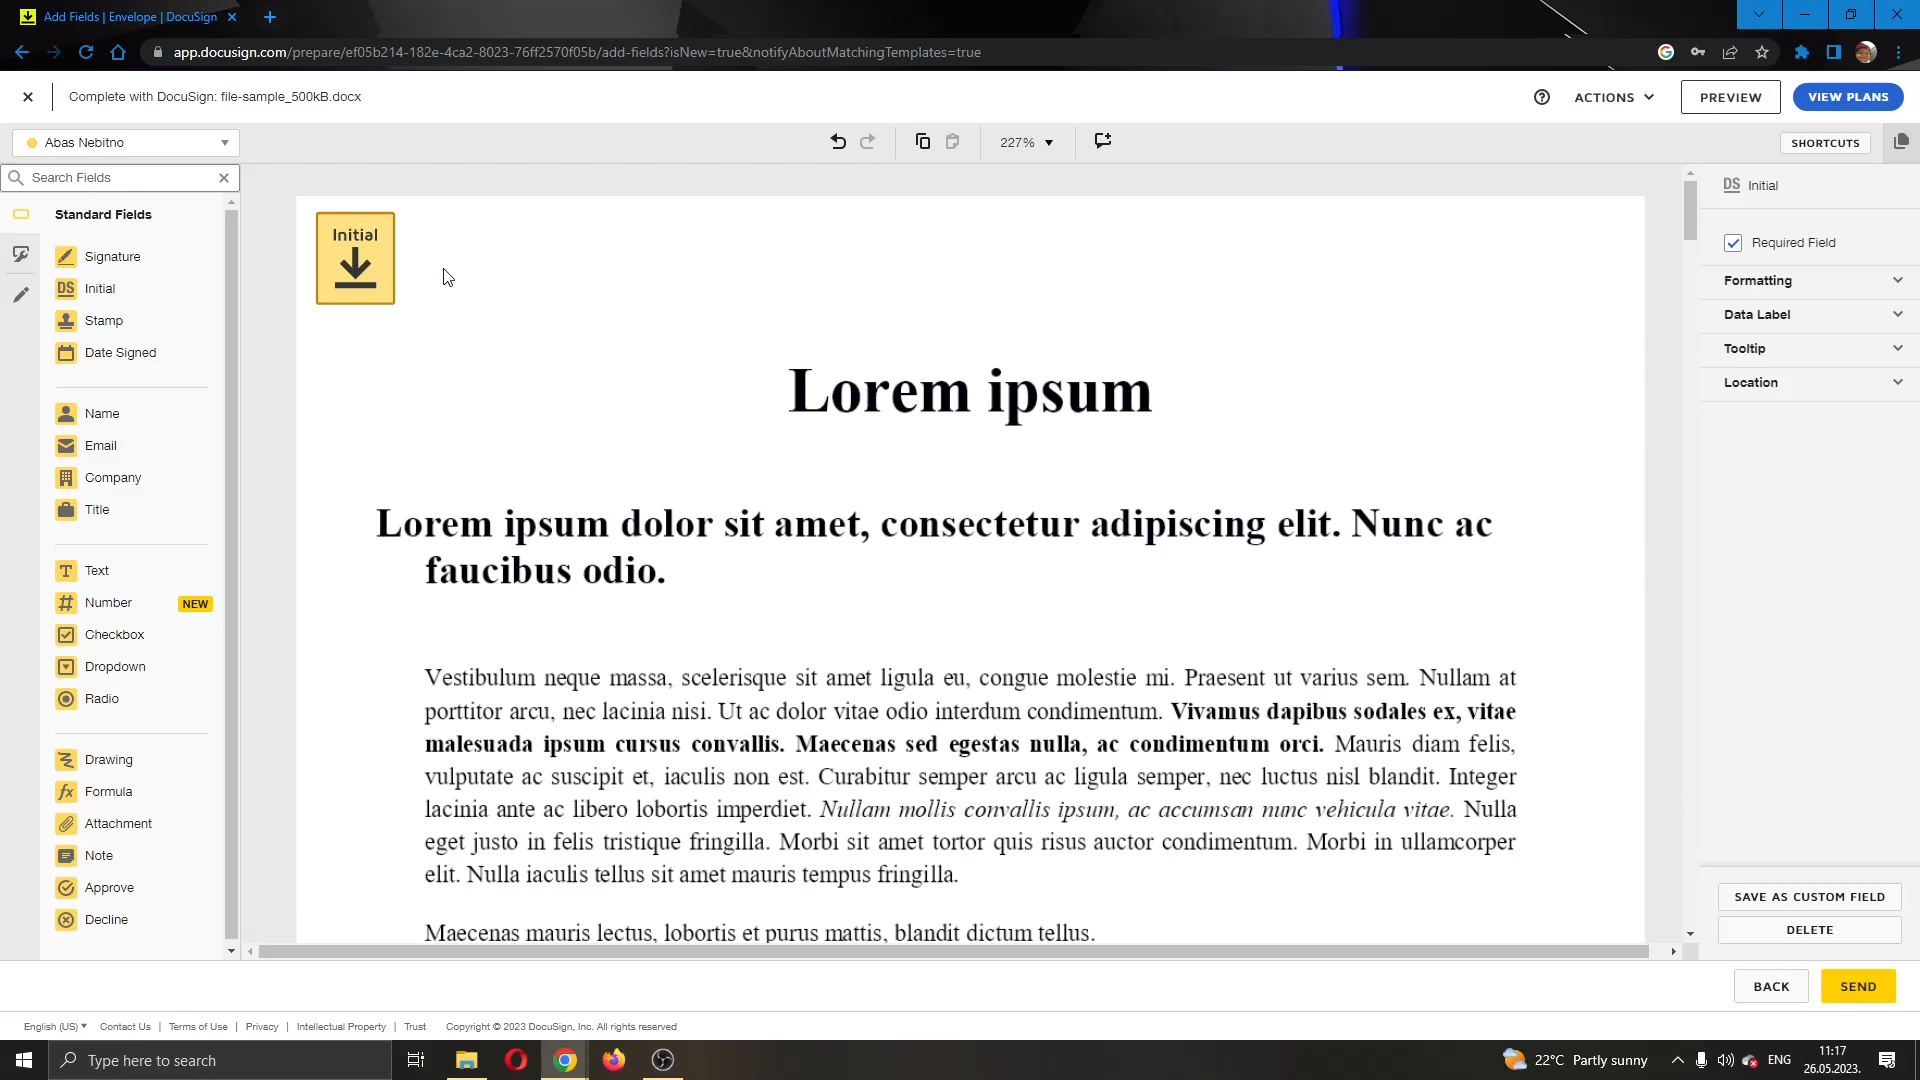 Add Fields | Envelope | DocuSign
app.docusign.com/prepare/ef05b214-182e-4ca2-8023-76ff2570f05b/add-fields?isNew=true&notifyAboutMatchingTemplates=true
Complete with DocuSign: file-sample_500kB.docx
ACTIONS
PREVIEW
VIEW PLANS
Abas Nebitno
227%
SHORTCUTS
Search Fields
Standard Fields
Signature
DS Initial
Stamp
Date Signed
Name
Email
Company
Title
Text
Number NEW
Checkbox
Dropdown
Radio
Drawing
Formula
Attachment
Note
Approve
Decline
Initial
Lorem ipsum
Lorem ipsum dolor sit amet, consectetur adipiscing elit. Nunc ac
faucibus odio.
Vestibulum neque massa, scelerisque sit amet ligula eu, congue molestie mi. Praesent ut varius sem. Nullam at
porttitor arcu, nec lacinia nisi. Ut ac dolor vitae odio interdum condimentum. Vivamus dapibus sodales ex, vitae
malesuada ipsum cursus convallis. Maecenas sed egestas nulla, ac condimentum orci. Mauris diam felis,
vulputate ac suscipit et, iaculis non est. Curabitur semper arcu ac ligula semper, nec luctus nisl blandit. Integer
lacinia ante ac libero lobortis imperdiet. Nullam mollis convallis ipsum, ac accumsan nunc vehicula vitae. Nulla
eget justo in felis tristique fringilla. Morbi sit amet tortor quis risus auctor condimentum. Morbi in ullamcorper
elit. Nulla iaculis tellus sit amet mauris tempus fringilla.
Maecenas mauris lectus, lobortis et purus mattis, blandit dictum tellus.
DS Initial
Required Field
Formatting
Data Label
Tooltip
Location
SAVE AS CUSTOM FIELD
DELETE
BACK
SEND
English (US) Contact Us | Terms of Use | Privacy | Intellectual Property | Trust Copyright © 2023 DocuSign, Inc. All rights reserved
Type here to search
22°C Partly sunny
ENG
11:17
26.05.2023.